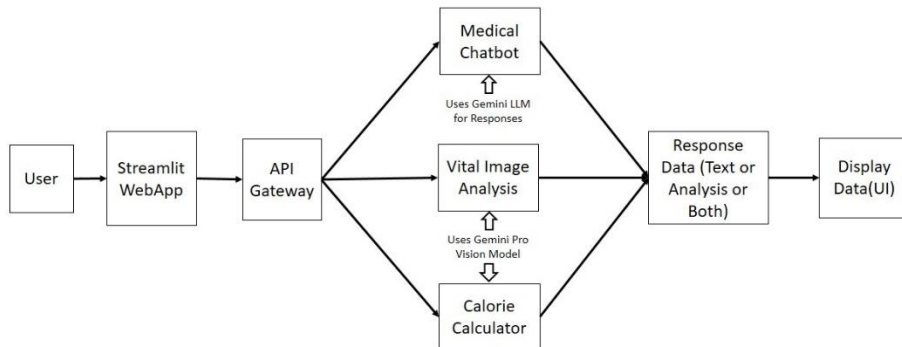 User
Streamlit
WebApp
API
Gateway
Medical
Chatbot
Uses Gemini LLM
for Responses
Vital Image
Analysis
Uses Gemini Pro
Vision Model
Calorie
Calculator
Response
Data (Text or
Analysis or
Both)
Display
Data(UI)